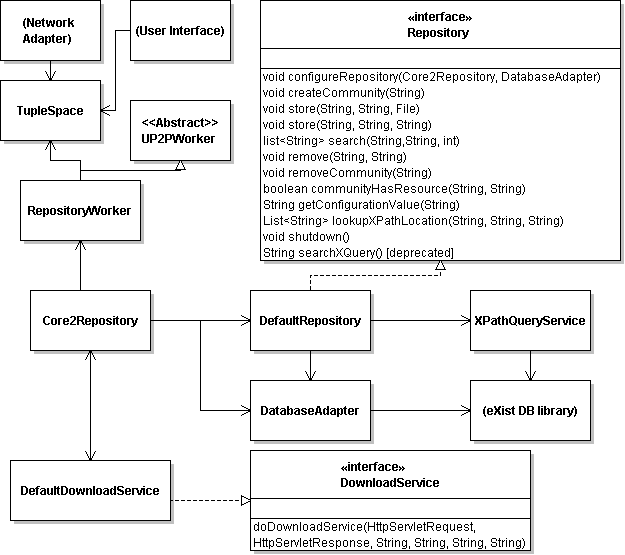 (Network
Adapter)
(User Interface)
TupleSpace
<<Abstract>>
UP2PWorker
RepositoryWorker
«interface»
Repository
void configureRepository(Core2Repository, DatabaseAdapter)
void createCommunity(String)
void store(String, String, File)
void store(String, String, String)
list<String> search(String,String, int)
void remove(String, String)
void removeCommunity(String)
boolean communityHasResource(String, String)
String getConfigurationValue(String)
List<String> lookupXPathLocation(String, String, String)
void shutdown()
String searchXQuery() [deprecated]
Core2Repository
DefaultRepository
XPathQueryService
DatabaseAdapter
(eXist DB library)
DefaultDownloadService
«interface»
DownloadService
doDownloadService(HttpServletRequest,
HttpServletResponse, String, String, String, String)